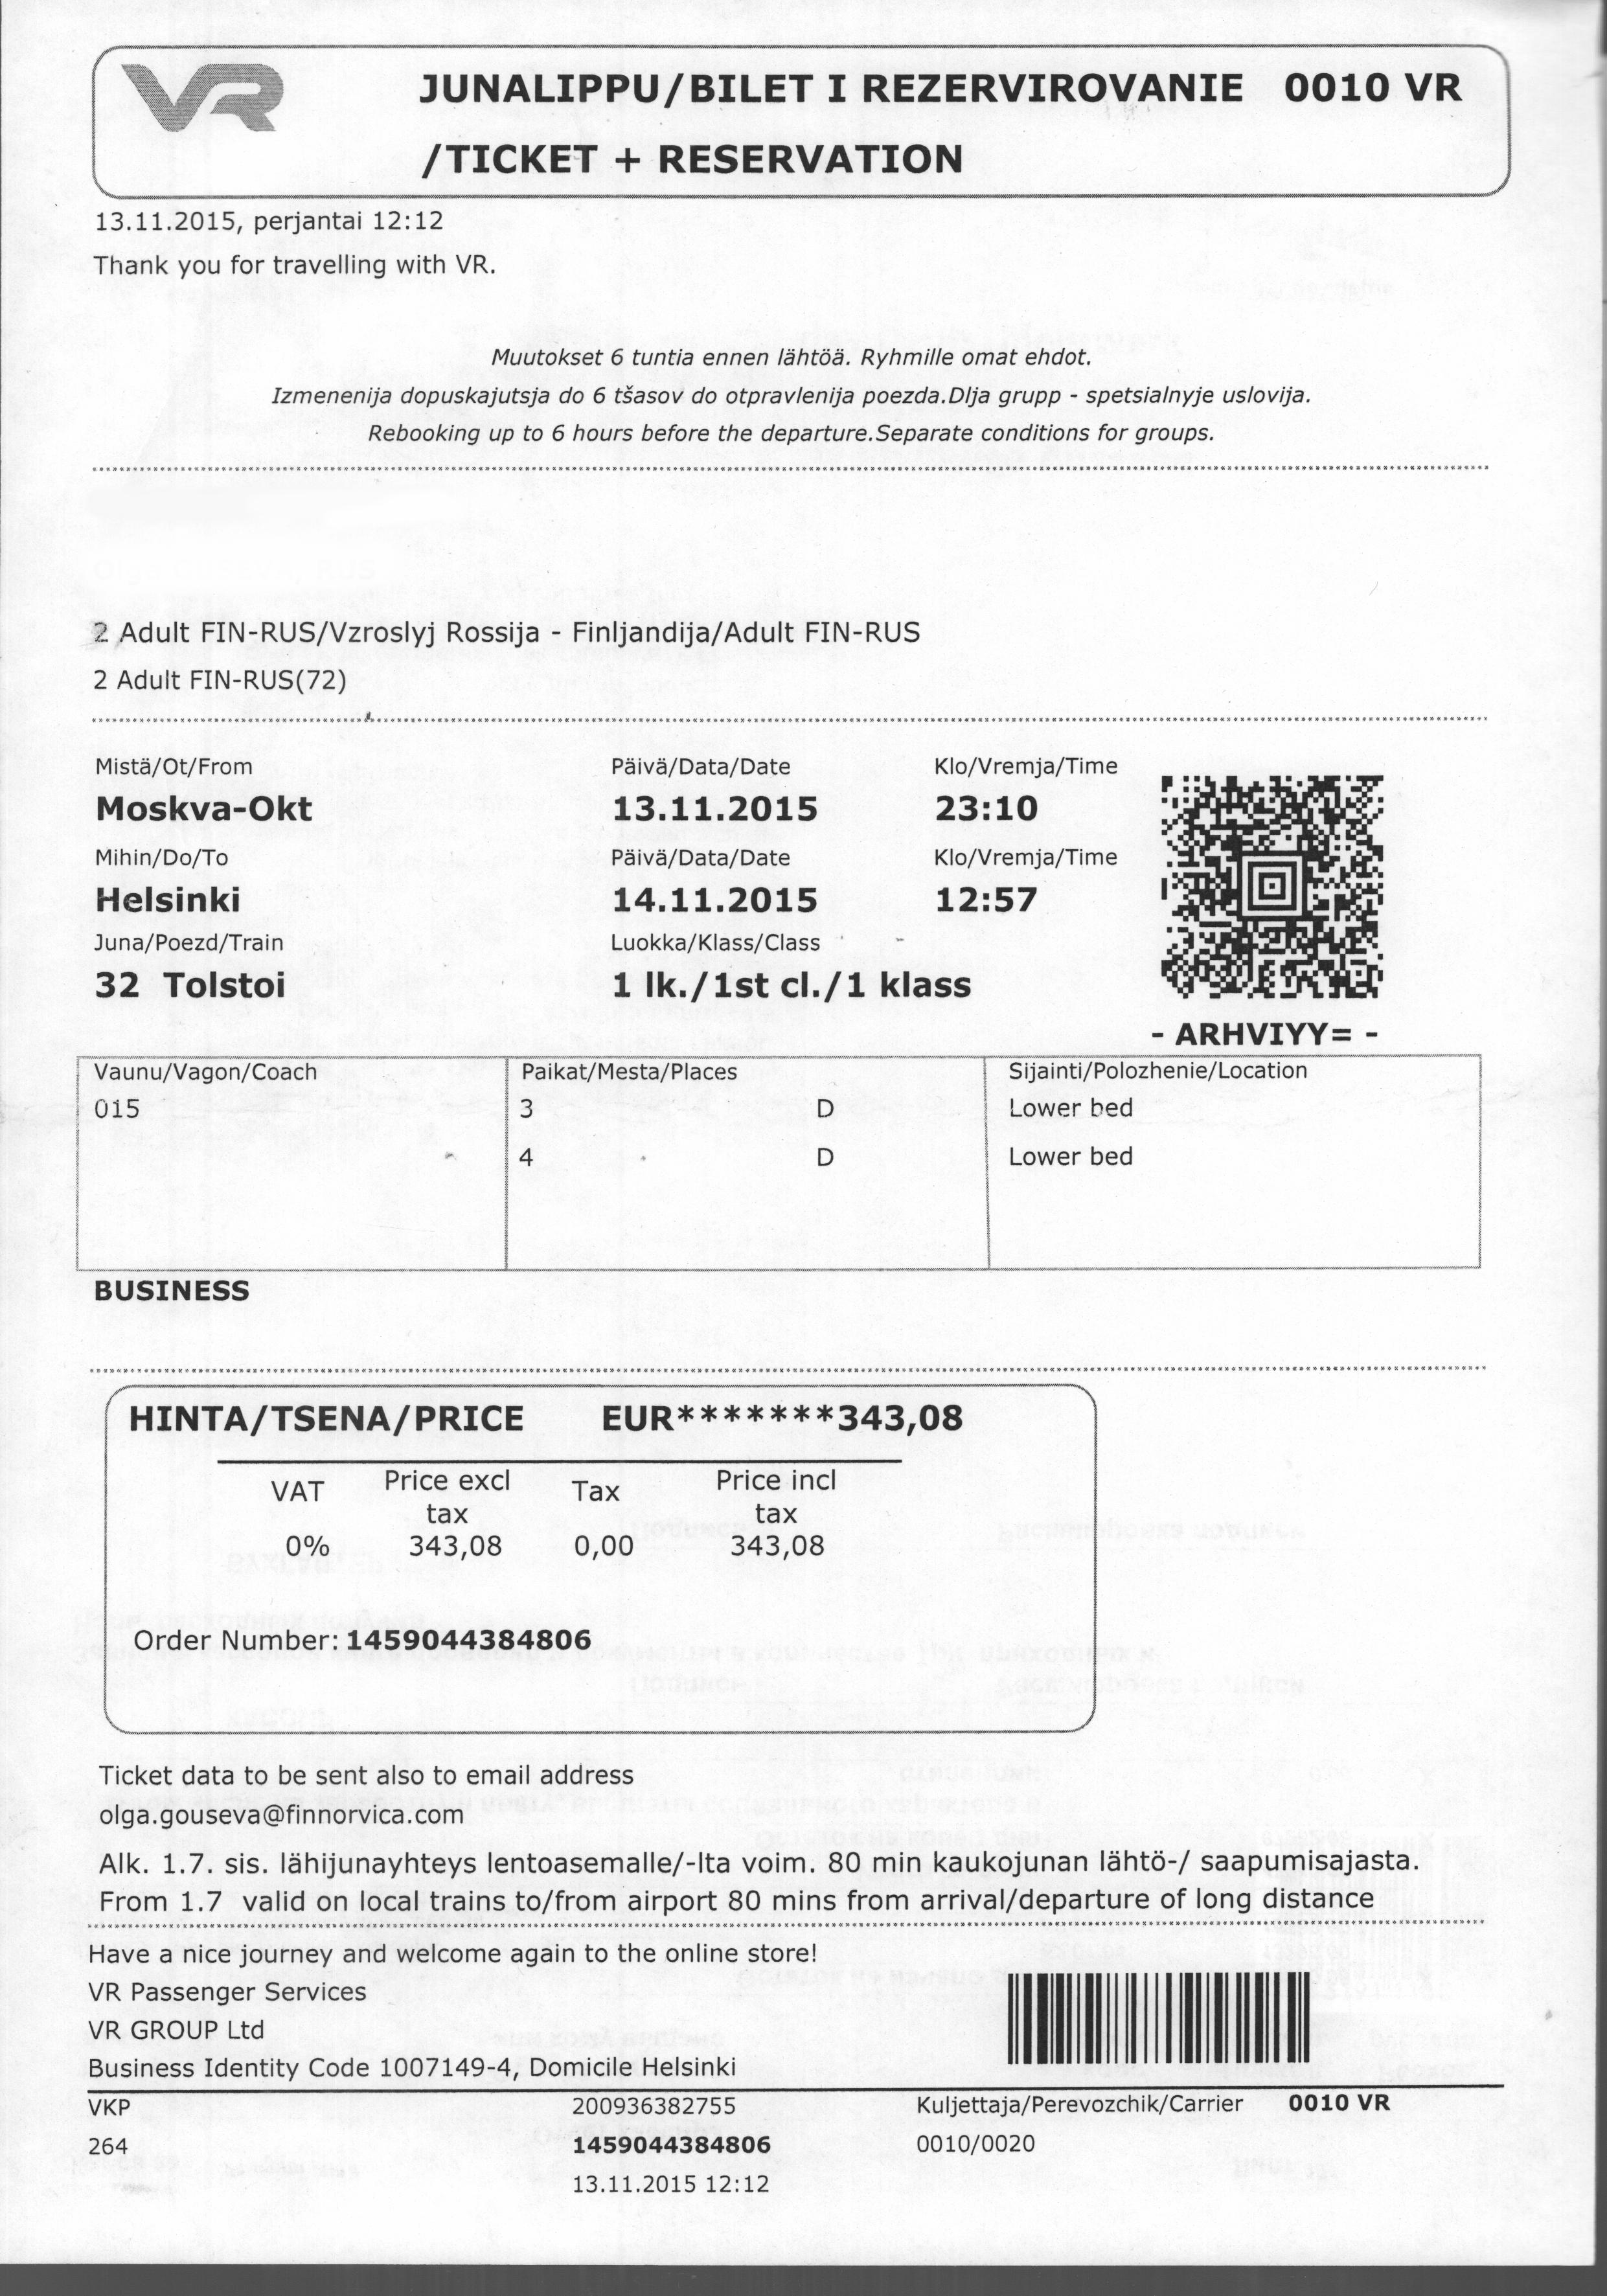 VR
JUNALIPPU/BILET I REZERVIROVANIE 0010 VR
/TICKET + RESERVATION
13.11.2015, perjantai 12:12
Thank you for travelling with VR.
Muutokset 6 tuntia ennen lähtöä. Ryhmille omat ehdot.
Izmenenija dopuskajutsja do 6 tšasov do otpravlenija poezda.Dlja grupp - spetsialnyje uslovija.
Rebooking up to 6 hours before the departure.Separate conditions for groups.
2 Adult FIN-RUS/Vzroslyj Rossija - Finljandija/Adult FIN-RUS
2 Adult FIN-RUS(72)
Mistä/Ot/From Päivä/Data/Date Klo/Vremja/Time
Moskva-Okt 13.11.2015 23:10
Mihin/Do/To Päivä/Data/Date Klo/Vremja/Time
Helsinki 14.11.2015 12:57
Juna/Poezd/Train Luokka/Klass/Class
32 Tolstoi 1 lk./1st cl./1 klass
- ARHVIYY= -
Vaunu/Vagon/Coach Paikat/Mesta/Places Sijainti/Polozhenie/Location
015 3 D Lower bed
4 D Lower bed
BUSINESS
HINTA/TSENA/PRICE EUR*******343,08
VAT Price excl tax Tax Price incl tax
0% 343,08 0,00 343,08
Order Number: 1459044384806
Ticket data to be sent also to email address
olga.gouseva@finnorvica.com
Alk. 1.7. sis. lähijunayhteys lentoasemalle/-lta voim. 80 min kaukojunan lähtö-/ saapumisajasta.
From 1.7 valid on local trains to/from airport 80 mins from arrival/departure of long distance
Have a nice journey and welcome again to the online store!
VR Passenger Services
VR GROUP Ltd
Business Identity Code 1007149-4, Domicile Helsinki
VKP 200936382755 Kuljettaja/Perevozchik/Carrier 0010 VR
264 1459044384806 0010/0020
13.11.2015 12:12